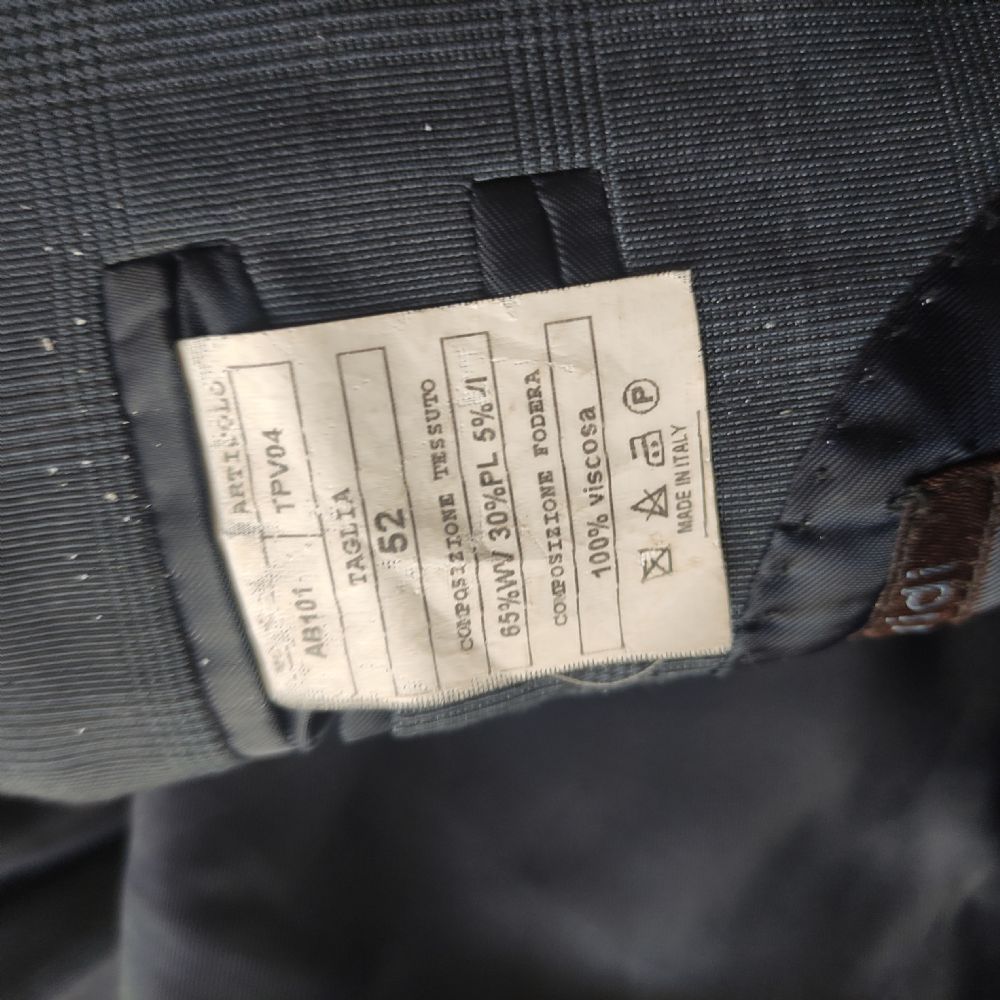 ARTICOLO
AB101 TPV04
TAGLIA
52
COMPOSIZIONE TESSUTO
65%WV 30%PL 5%
COMPOSIZIONE FODERA
100% viscosa
P
MADE IN ITALY